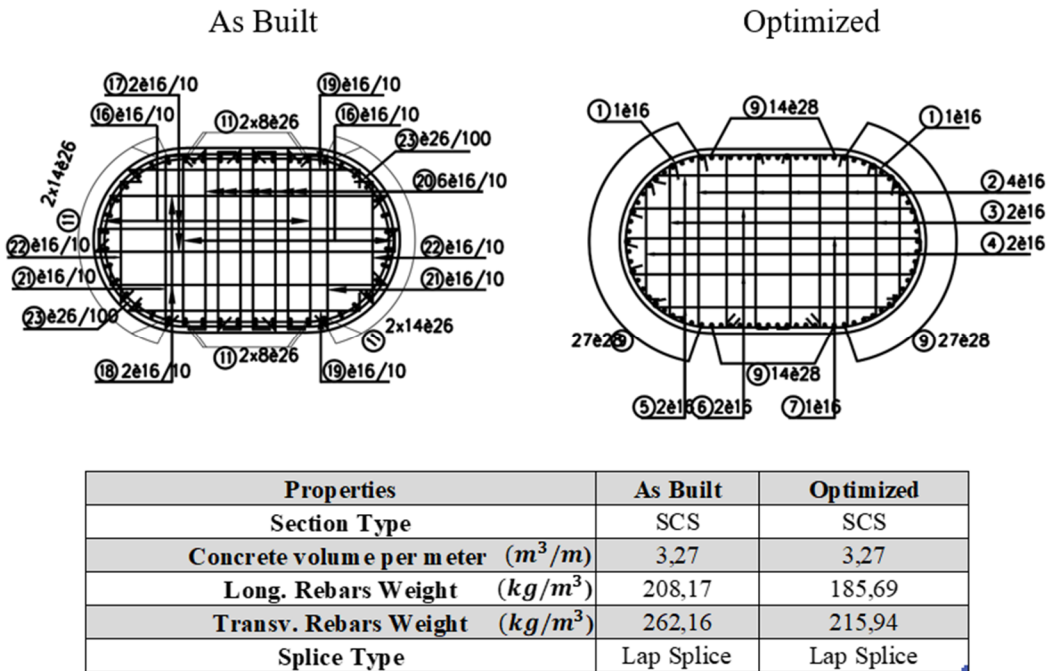 As Built
Optimized
⑰2è16/10
⑲è16/10
⑯è16/10
⑪2x8è26
⑯è16/10
㉓è26/100
2x14è26
⑪
⑳6è16/10
㉒è16/10
㉒è16/10
㉑è16/10
㉑è16/10
㉓è26/100
⑪
2x14è26
⑪2x8è26
⑱2è16/10
⑲è16/10
①1è16
⑨14è28
①1è16
②4è16
③2è16
④2è16
27è28
⑨
⑨27è28
⑨14è28
⑤2è16
⑥2è16
⑦1è16
Properties As Built Optimized
Section Type SCS SCS
Concrete volume per meter (m³/m) 3,27 3,27
Long. Rebars Weight (kg/m³) 208,17 185,69
Transv. Rebars Weight (kg/m³) 262,16 215,94
Splice Type Lap Splice Lap Splice